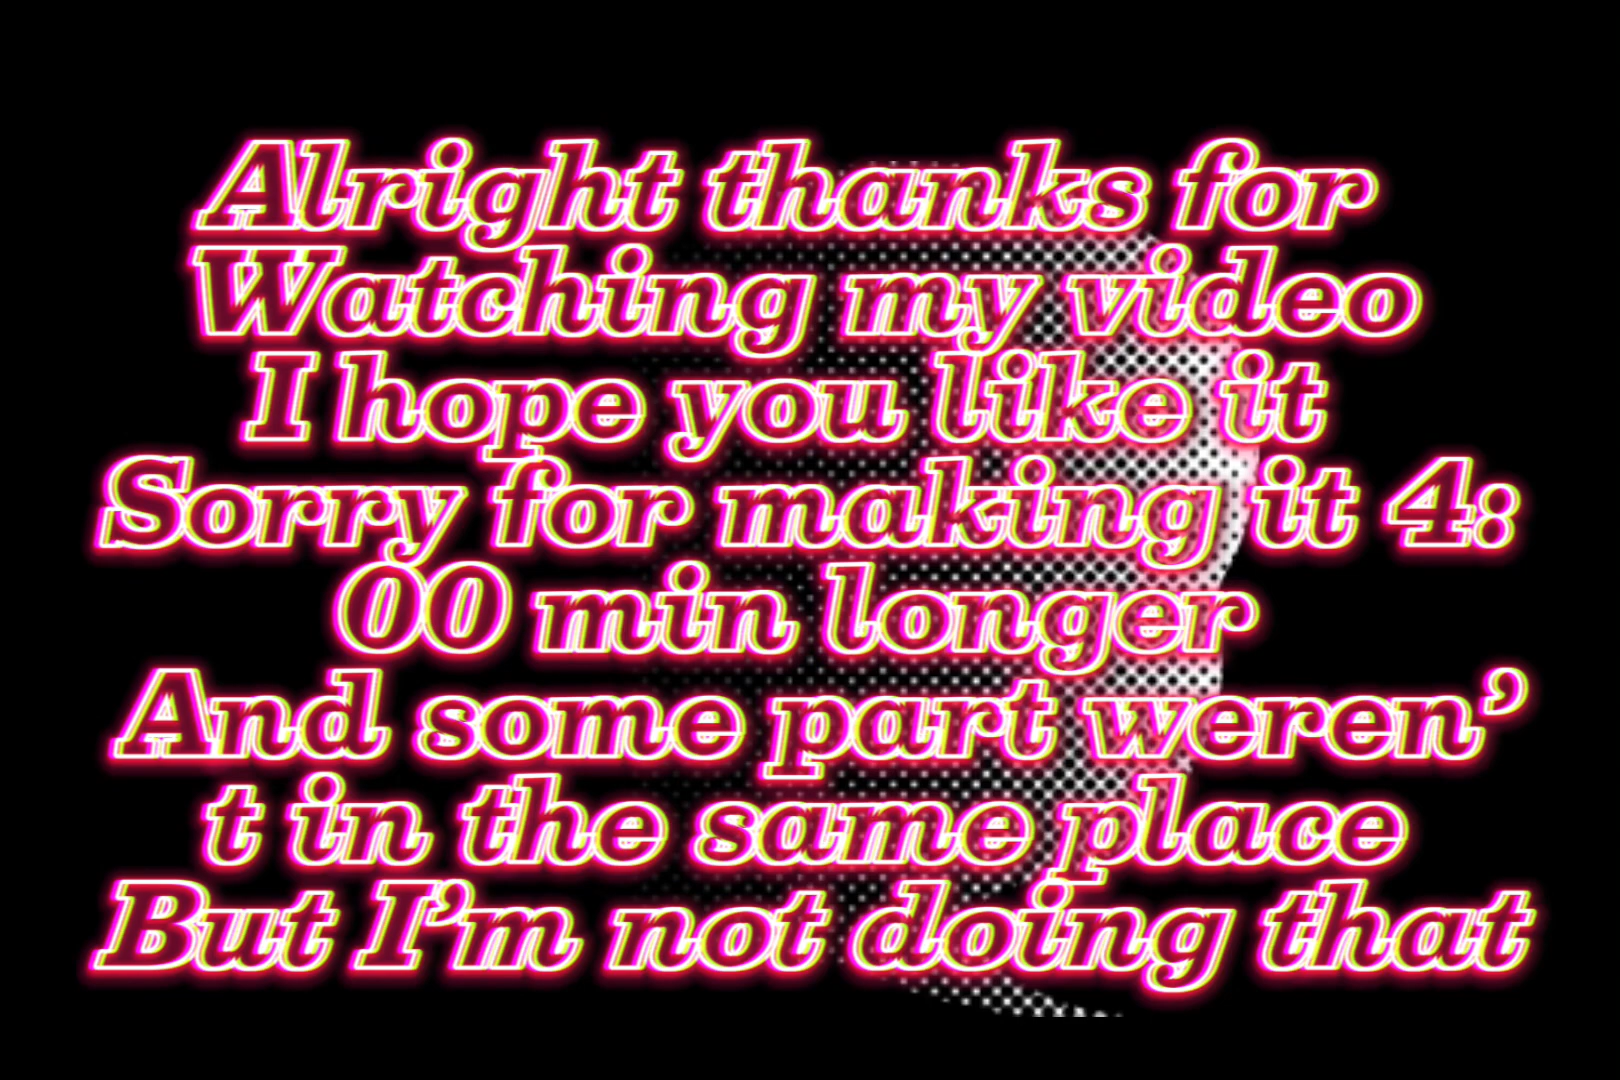 Alright thanks for
Watching my video
I hope you like it
Sorry for making it 4:
00 min longer
And some part weren’
t in the same place
But I’m not doing that